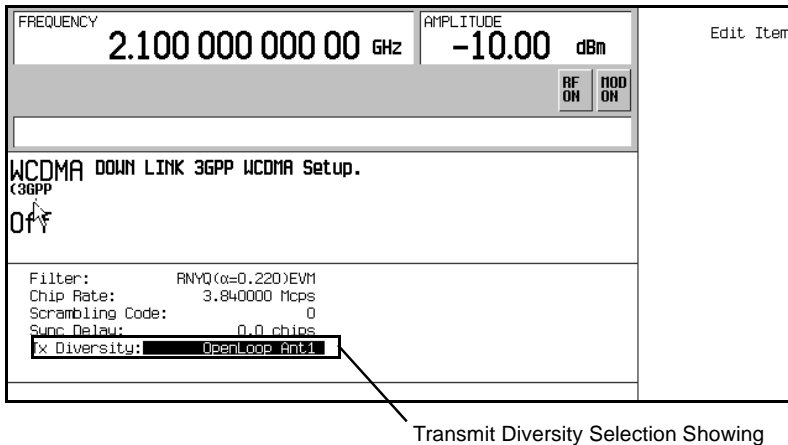 FREQUENCY
2.100 000 000 00 GHz
AMPLITUDE
-10.00 dBm
Edit Item
RF ON
MOD ON
WCDMA DOWN LINK 3GPP WCDMA Setup.
(3GPP
Off
Filter: RNYQ(α=0.220)EVM
Chip Rate: 3.840000 Mcps
Scrambling Code: 0
Sync Delay: 0.0 chips
Tx Diversity: OpenLoop Ant1
Transmit Diversity Selection Showing